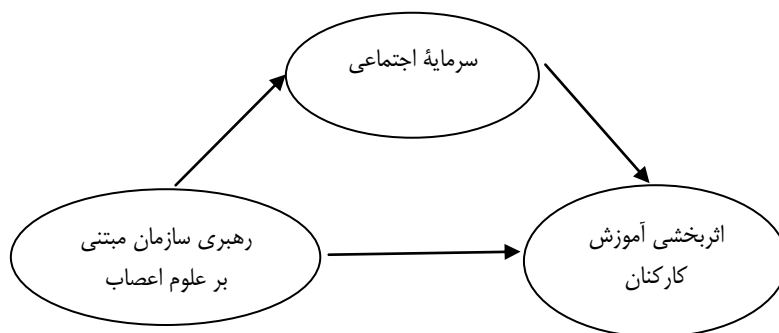 سرمایۀ اجتماعی
رهبری سازمان مبتنی
بر علوم اعصاب
اثربخشی آموزش
کارکنان